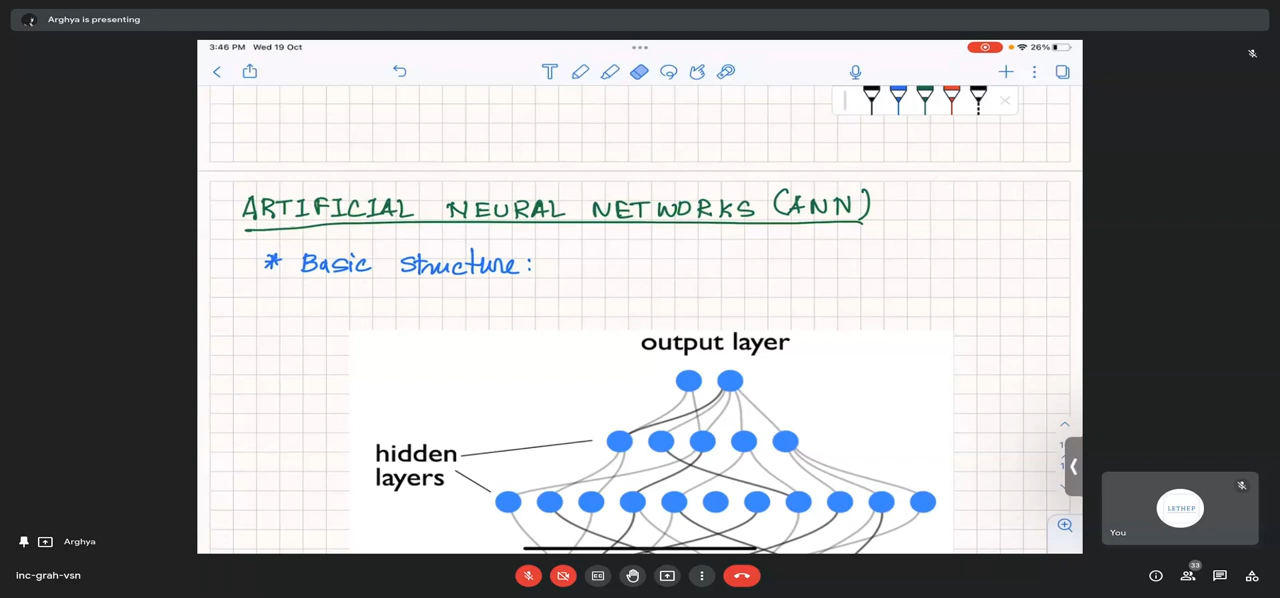 Arghya is presenting
3:46 PM Wed 19 Oct
26%
ARTIFICIAL NEURAL NETWORKS (ANN)
* Basic structure:
output layer
hidden
layers
LETHEP
You
Arghya
lnc-grah-vsn
33